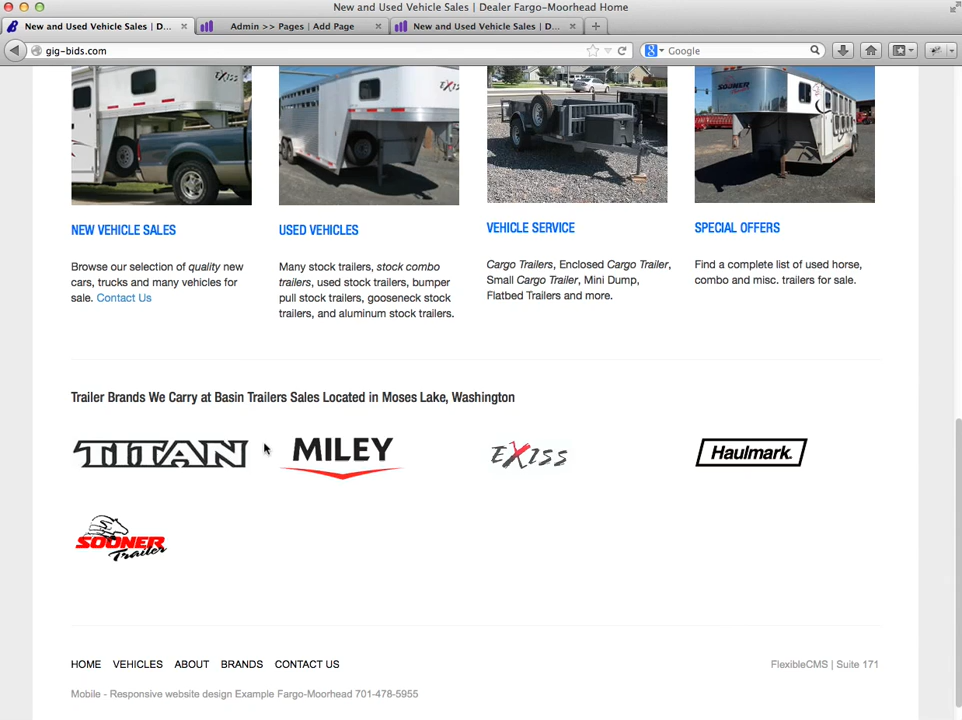 New and Used Vehicle Sales | Dealer Fargo-Moorhead Home
New and Used Vehicle Sales | D...
Admin >> Pages | Add Page
New and Used Vehicle Sales | D...
gig-bids.com
Google
EXISS
EXISS
SOONER
NEW VEHICLE SALES
USED VEHICLES
VEHICLE SERVICE
SPECIAL OFFERS
Browse our selection of quality new
cars, trucks and many vehicles for
sale. Contact Us
Many stock trailers, stock combo
trailers, used stock trailers, bumper
pull stock trailers, gooseneck stock
trailers, and aluminum stock trailers.
Cargo Trailers, Enclosed Cargo Trailer,
Small Cargo Trailer, Mini Dump,
Flatbed Trailers and more.
Find a complete list of used horse,
combo and misc. trailers for sale.
Trailer Brands We Carry at Basin Trailers Sales Located in Moses Lake, Washington
TITAN
MILEY
EXISS
Haulmark.
SOONER
Trailer
HOME VEHICLES ABOUT BRANDS CONTACT US
FlexibleCMS | Suite 171
Mobile - Responsive website design Example Fargo-Moorhead 701-478-5955